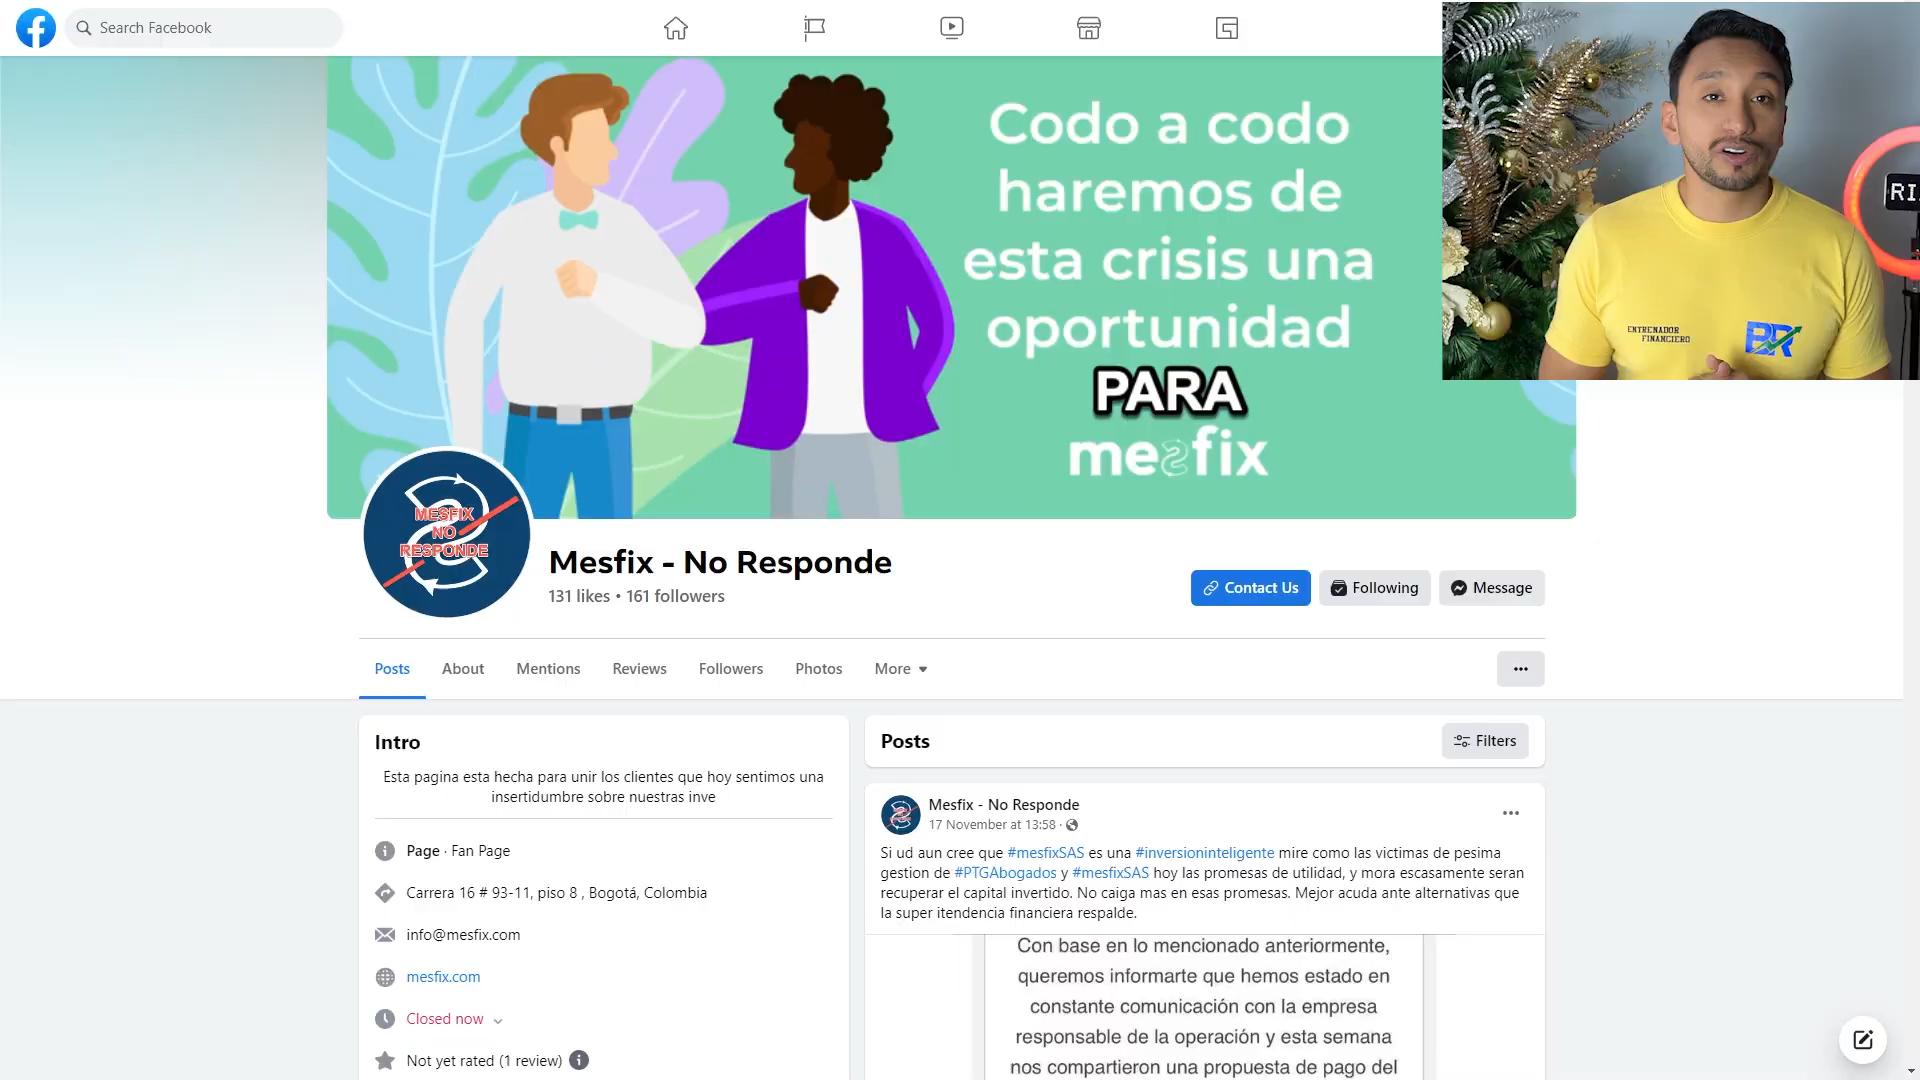 Search Facebook
Codo a codo
haremos de
esta crisis una
oportunidad
PARA
mesfix
RI
ENTRENADOR
FINANCIERO
BR
MESFIX
NO
RESPONDE
Mesfix - No Responde
131 likes • 161 followers
Contact Us
Following
Message
Posts
About
Mentions
Reviews
Followers
Photos
More
Intro
Esta pagina esta hecha para unir los clientes que hoy sentimos una
insertidumbre sobre nuestras inve
Page · Fan Page
Carrera 16 # 93-11, piso 8 , Bogotá, Colombia
info@mesfix.com
mesfix.com
Closed now
Not yet rated (1 review)
Posts
Filters
Mesfix - No Responde
17 November at 13:58 ·
Si ud aun cree que #mesfixSAS es una #inversioninteligente mire como las victimas de pesima
gestion de #PTGAbogados y #mesfixSAS hoy las promesas de utilidad, y mora escasamente seran
recuperar el capital invertido. No caiga mas en esas promesas. Mejor acuda ante alternativas que
la super itendencia financiera respalde.
Con base en lo mencionado anteriormente,
queremos informarte que hemos estado en
constante comunicación con la empresa
responsable de la operación y esta semana
nos compartieron una propuesta de pago del